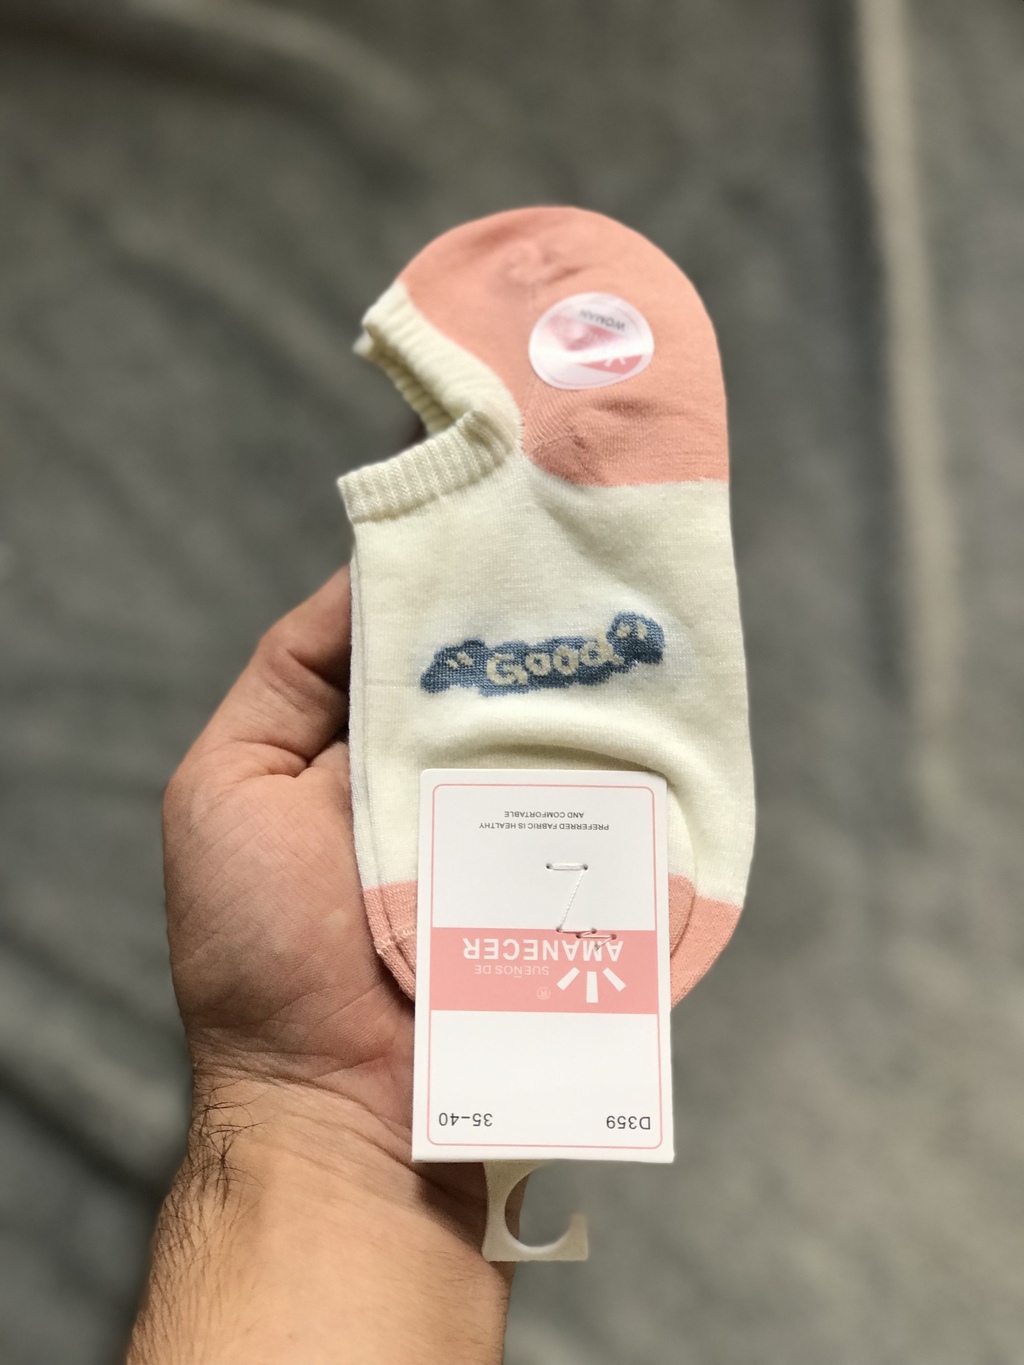 WOMAN
"Good"
D359 35-40
SUEÑOS DE ®
AMANECER
PREFERRED FABRIC IS HEALTHY
AND COMFORTABLE